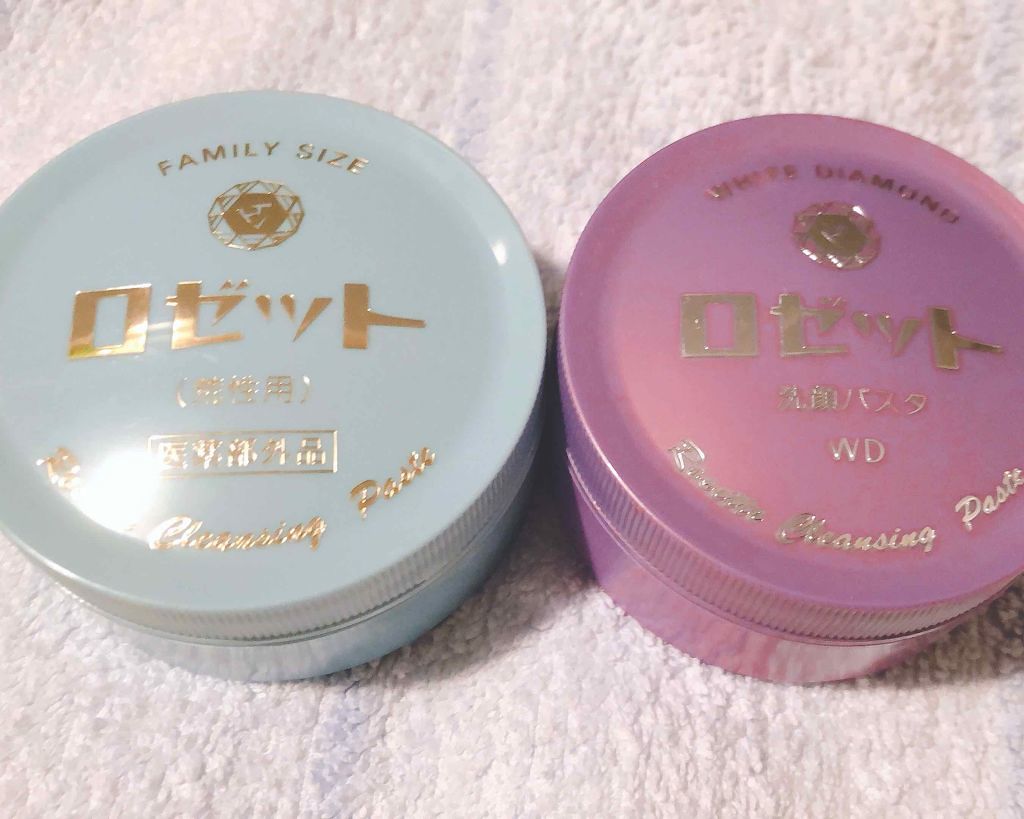 FAMILY SIZE
ロゼット
性用)
医薬部外品
Cleansing Paste
WHITE DIAMOND
ロゼット
洗顔パスタ
WD
Rosette Cleansing Paste